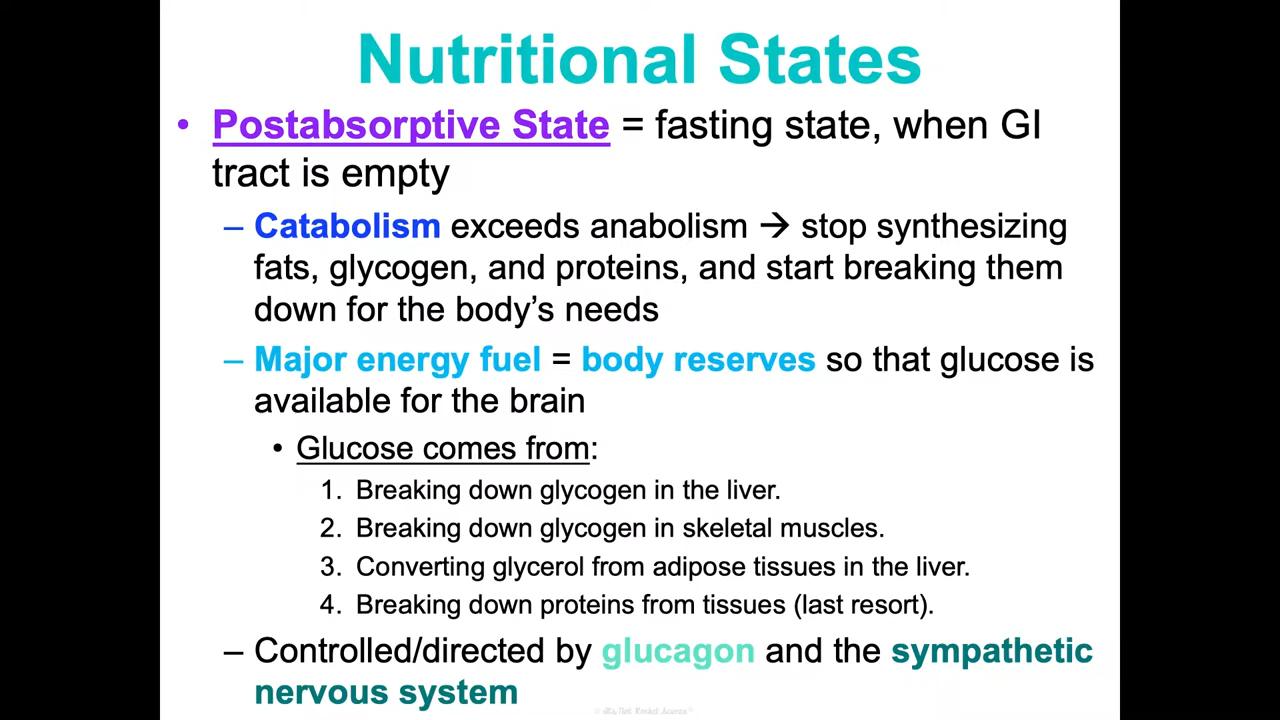 Nutritional States
• Postabsorptive State = fasting state, when GI
tract is empty
– Catabolism exceeds anabolism → stop synthesizing
fats, glycogen, and proteins, and start breaking them
down for the body’s needs
– Major energy fuel = body reserves so that glucose is
available for the brain
• Glucose comes from:
1. Breaking down glycogen in the liver.
2. Breaking down glycogen in skeletal muscles.
3. Converting glycerol from adipose tissues in the liver.
4. Breaking down proteins from tissues (last resort).
– Controlled/directed by glucagon and the sympathetic
nervous system